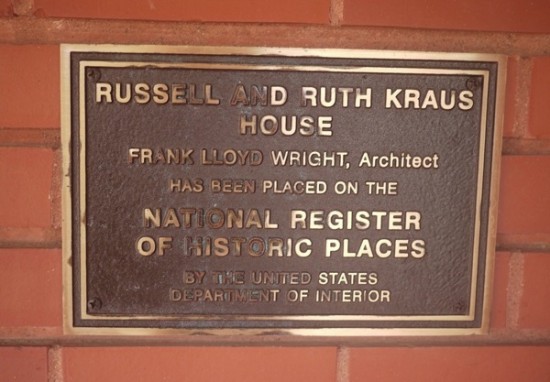 RUSSELL AND RUTH KRAUS
HOUSE
FRANK LLOYD WRIGHT, Architect
HAS BEEN PLACED ON THE
NATIONAL REGISTER
OF HISTORIC PLACES
BY THE UNITED STATES
DEPARTMENT OF INTERIOR